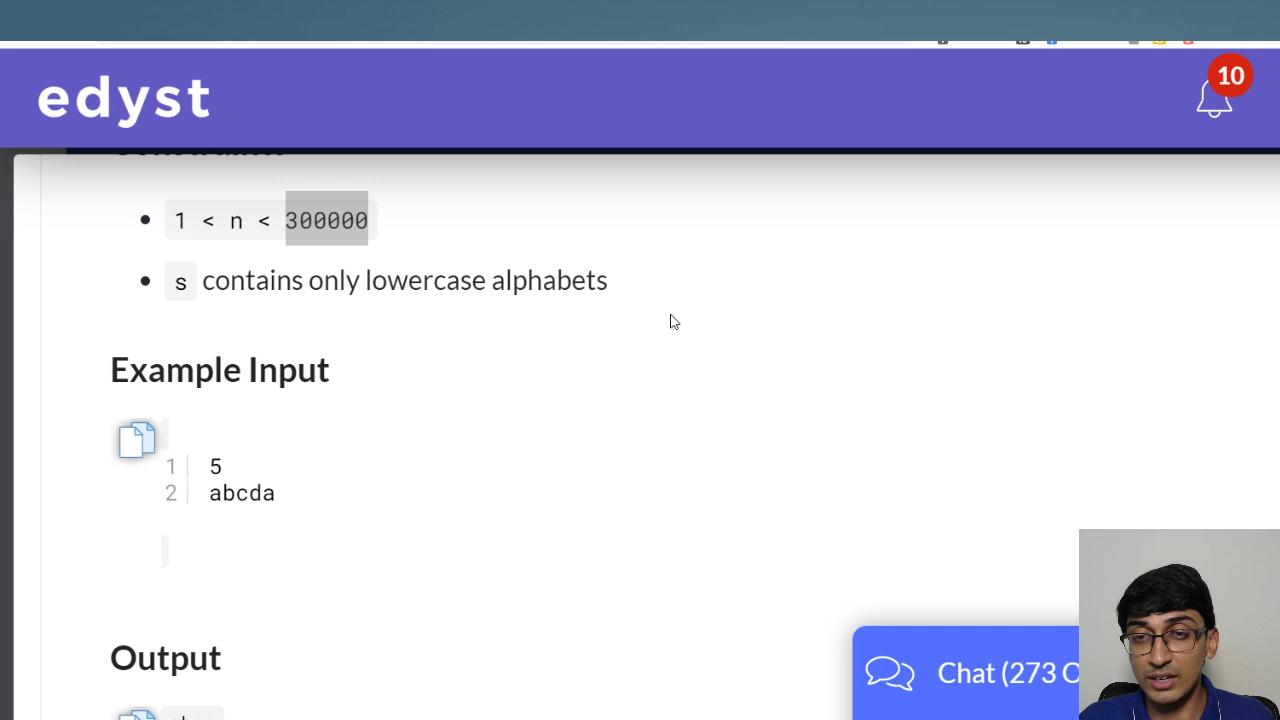 edyst
10
1 < n < 300000
s contains only lowercase alphabets
Example Input
1 5
2 abcda
Output
Chat (273 O